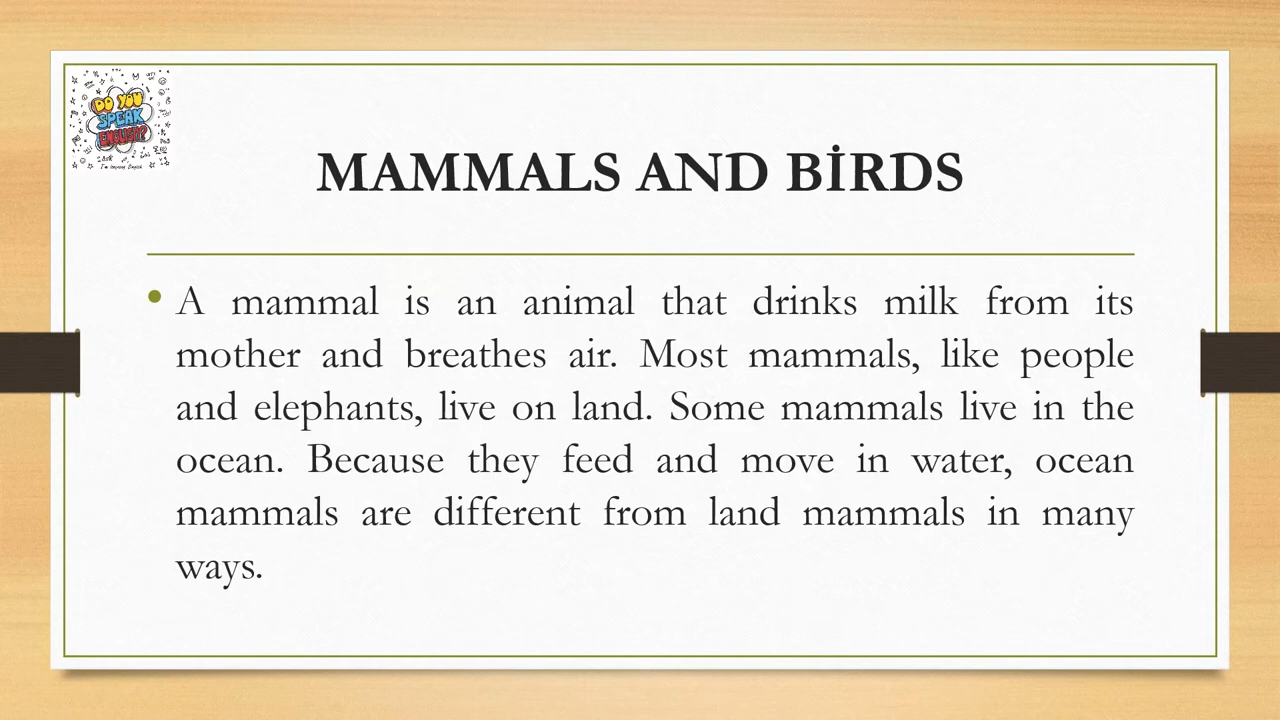 DO YOU
SPEAK
ENGLISH?
MAMMALS AND BİRDS
• A mammal is an animal that drinks milk from its
mother and breathes air. Most mammals, like people
and elephants, live on land. Some mammals live in the
ocean. Because they feed and move in water, ocean
mammals are different from land mammals in many
ways.